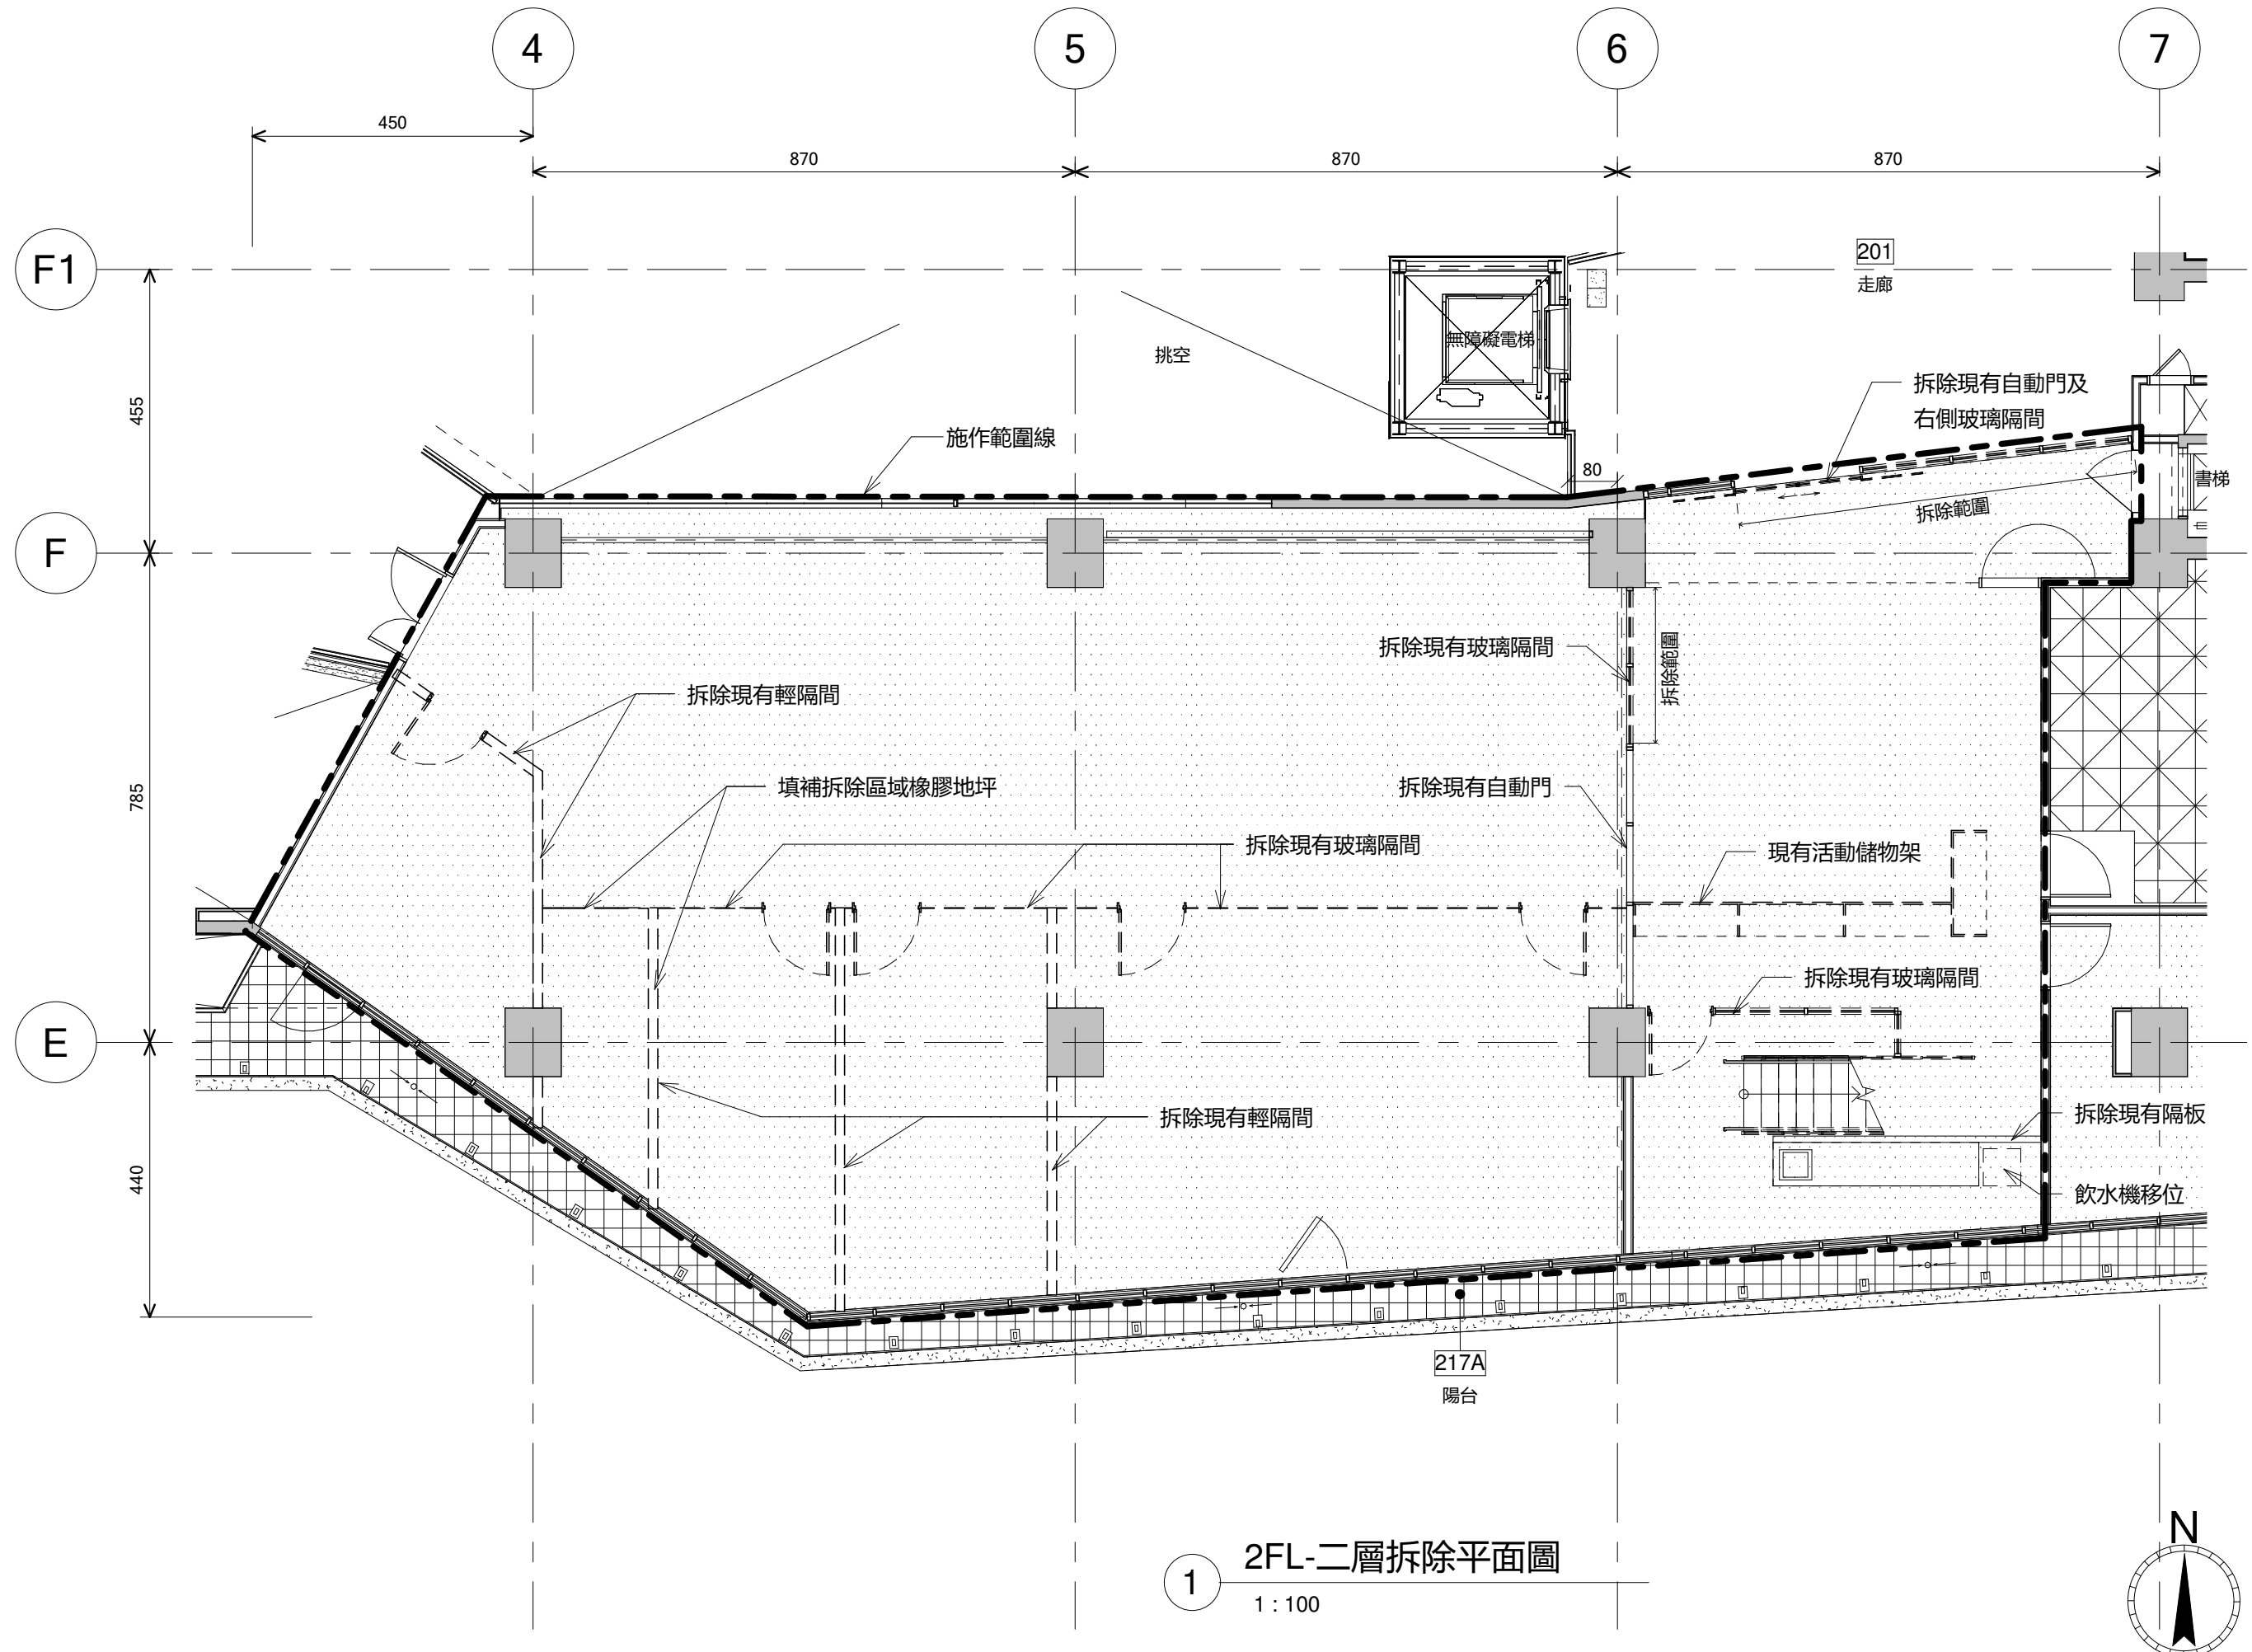 4
5
6
7
450
870
870
870
F1
201
走廊
無障礙電梯
挑空
拆除現有自動門及
右側玻璃隔間
455
施作範圍線
80
書梯
拆除範圍
F
拆除現有玻璃隔間
拆除範圍
拆除現有輕隔間
填補拆除區域橡膠地坪
拆除現有自動門
785
拆除現有玻璃隔間
現有活動儲物架
拆除現有玻璃隔間
E
拆除現有輕隔間
拆除現有隔板
440
飲水機移位
217A
陽台
N
2FL-二層拆除平面圖
1
1 : 100